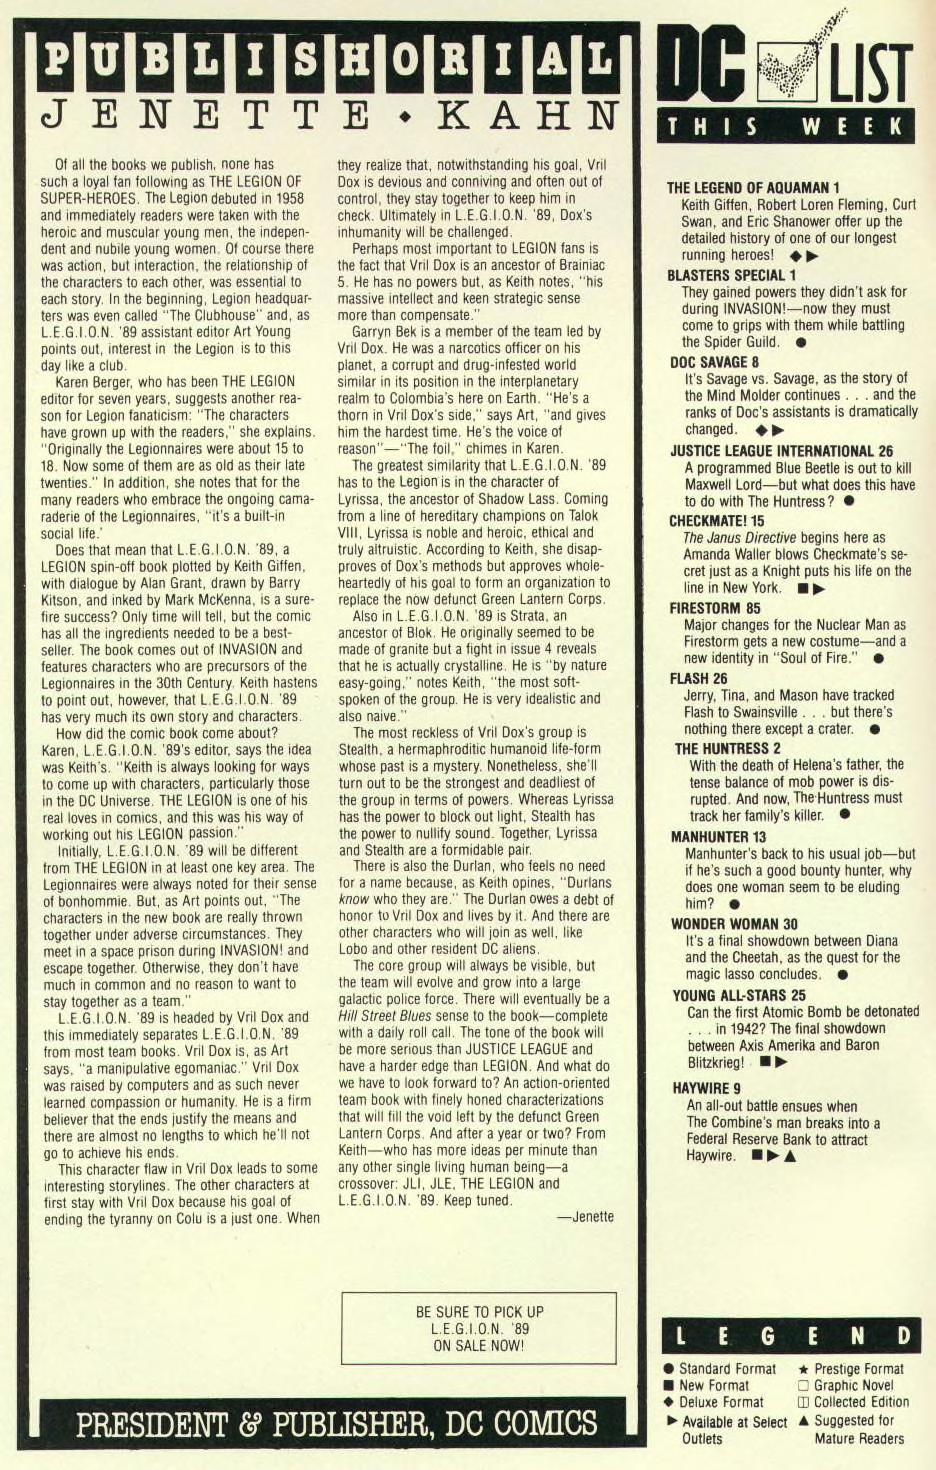 PUBLISHORIAL
JENETTE • KAHN
Of all the books we publish, none has
such a loyal fan following as THE LEGION OF
SUPER-HEROES. The Legion debuted in 1958
and immediately readers were taken with the
heroic and muscular young men, the indepen-
dent and nubile young women. Of course there
was action, but interaction, the relationship of
the characters to each other, was essential to
each story. In the beginning, Legion headquar-
ters was even called "The Clubhouse" and, as
L.E.G.I.O.N. '89 assistant editor Art Young
points out, interest in the Legion is to this
day like a club.
Karen Berger, who has been THE LEGION
editor for seven years, suggests another rea-
son for Legion fanaticism: "The characters
have grown up with the readers," she explains.
"Originally the Legionnaires were about 15 to
18. Now some of them are as old as their late
twenties." In addition, she notes that for the
many readers who embrace the ongoing cama-
raderie of the Legionnaires, "it's a built-in
social life.'
Does that mean that L.E.G.I.O.N. '89, a
LEGION spin-off book plotted by Keith Giffen,
with dialogue by Alan Grant, drawn by Barry
Kitson, and inked by Mark McKenna, is a sure-
fire success? Only time will tell, but the comic
has all the ingredients needed to be a best-
seller. The book comes out of INVASION and
features characters who are precursors of the
Legionnaires in the 30th Century. Keith hastens
to point out, however, that L.E.G.I.O.N. '89
has very much its own story and characters.
How did the comic book come about?
Karen, L.E.G.I.O.N. '89's editor, says the idea
was Keith's. "Keith is always looking for ways
to come up with characters, particularly those
in the DC Universe. THE LEGION is one of his
real loves in comics, and this was his way of
working out his LEGION passion."
Initially, L.E.G.I.O.N. '89 will be different
from THE LEGION in at least one key area. The
Legionnaires were always noted for their sense
of bonhommie. But, as Art points out, "The
characters in the new book are really thrown
together under adverse circumstances. They
meet in a space prison during INVASION! and
escape together. Otherwise, they don't have
much in common and no reason to want to
stay together as a team."
L.E.G.I.O.N. '89 is headed by Vril Dox and
this immediately separates L.E.G.I.O.N. '89
from most team books. Vril Dox is, as Art
says, "a manipulative egomaniac." Vril Dox
was raised by computers and as such never
learned compassion or humanity. He is a firm
believer that the ends justify the means and
there are almost no lengths to which he'll not
go to achieve his ends.
This character flaw in Vril Dox leads to some
interesting storylines. The other characters at
first stay with Vril Dox because his goal of
ending the tyranny on Colu is a just one. When
they realize that, notwithstanding his goal, Vril
Dox is devious and conniving and often out of
control, they stay together to keep him in
check. Ultimately in L.E.G.I.O.N. '89, Dox's
inhumanity will be challenged.
Perhaps most important to LEGION fans is
the fact that Vril Dox is an ancestor of Brainiac
5. He has no powers but, as Keith notes, "his
massive intellect and keen strategic sense
more than compensate."
Garryn Bek is a member of the team led by
Vril Dox. He was a narcotics officer on his
planet, a corrupt and drug-infested world
similar in its position in the interplanetary
realm to Colombia's here on Earth. "He's a
thorn in Vril Dox's side," says Art, "and gives
him the hardest time. He's the voice of
reason"—"The foil," chimes in Karen.
The greatest similarity that L.E.G.I.O.N. '89
has to the Legion is in the character of
Lyrissa, the ancestor of Shadow Lass. Coming
from a line of hereditary champions on Talok
VIII, Lyrissa is noble and heroic, ethical and
truly altruistic. According to Keith, she disap-
proves of Dox's methods but approves whole-
heartedly of his goal to form an organization to
replace the now defunct Green Lantern Corps.
Also in L.E.G.I.O.N. '89 is Strata, an
ancestor of Blok. He originally seemed to be
made of granite but a fight in issue 4 reveals
that he is actually crystalline. He is "by nature
easy-going," notes Keith, "the most soft-
spoken of the group. He is very idealistic and
also naive."
The most reckless of Vril Dox's group is
Stealth, a hermaphroditic humanoid life-form
whose past is a mystery. Nonetheless, she'll
turn out to be the strongest and deadliest of
the group in terms of powers. Whereas Lyrissa
has the power to block out light, Stealth has
the power to nullify sound. Together, Lyrissa
and Stealth are a formidable pair.
There is also the Durlan, who feels no need
for a name because, as Keith opines, "Durlans
know who they are." The Durlan owes a debt of
honor to Vril Dox and lives by it. And there are
other characters who will join as well, like
Lobo and other resident DC aliens.
The core group will always be visible, but
the team will evolve and grow into a large
galactic police force. There will eventually be a
Hill Street Blues sense to the book—complete
with a daily roll call. The tone of the book will
be more serious than JUSTICE LEAGUE and
have a harder edge than LEGION. And what do
we have to look forward to? An action-oriented
team book with finely honed characterizations
that will fill the void left by the defunct Green
Lantern Corps. And after a year or two? From
Keith—who has more ideas per minute than
any other single living human being—a
crossover: JLI, JLE, THE LEGION and
L.E.G.I.O.N. '89. Keep tuned.
—Jenette
BE SURE TO PICK UP
L.E.G.I.O.N. '89
ON SALE NOW!
PRESIDENT & PUBLISHER, DC COMICS
DC LIST
THIS WEEK
THE LEGEND OF AQUAMAN 1
Keith Giffen, Robert Loren Fleming, Curt
Swan, and Eric Shanower offer up the
detailed history of one of our longest
running heroes! ◆ ▶
BLASTERS SPECIAL 1
They gained powers they didn't ask for
during INVASION!—now they must
come to grips with them while battling
the Spider Guild. ●
DOC SAVAGE 8
It's Savage vs. Savage, as the story of
the Mind Molder continues . . . and the
ranks of Doc's assistants is dramatically
changed. ◆ ▶
JUSTICE LEAGUE INTERNATIONAL 26
A programmed Blue Beetle is out to kill
Maxwell Lord—but what does this have
to do with The Huntress? ●
CHECKMATE! 15
The Janus Directive begins here as
Amanda Waller blows Checkmate's se-
cret just as a Knight puts his life on the
line in New York. ■ ▶
FIRESTORM 85
Major changes for the Nuclear Man as
Firestorm gets a new costume—and a
new identity in "Soul of Fire." ●
FLASH 26
Jerry, Tina, and Mason have tracked
Flash to Swainsville . . . but there's
nothing there except a crater. ●
THE HUNTRESS 2
With the death of Helena's father, the
tense balance of mob power is dis-
rupted. And now, The Huntress must
track her family's killer. ●
MANHUNTER 13
Manhunter's back to his usual job—but
if he's such a good bounty hunter, why
does one woman seem to be eluding
him? ●
WONDER WOMAN 30
It's a final showdown between Diana
and the Cheetah, as the quest for the
magic lasso concludes. ●
YOUNG ALL-STARS 25
Can the first Atomic Bomb be detonated
. . . in 1942? The final showdown
between Axis Amerika and Baron
Blitzkrieg! ■ ▶
HAYWIRE 9
An all-out battle ensues when
The Combine's man breaks into a
Federal Reserve Bank to attract
Haywire. ■ ▶ ▲
LEGEND
● Standard Format
■ New Format
◆ Deluxe Format
▶ Available at Select
Outlets
★ Prestige Format
□ Graphic Novel
◫ Collected Edition
▲ Suggested for
Mature Readers